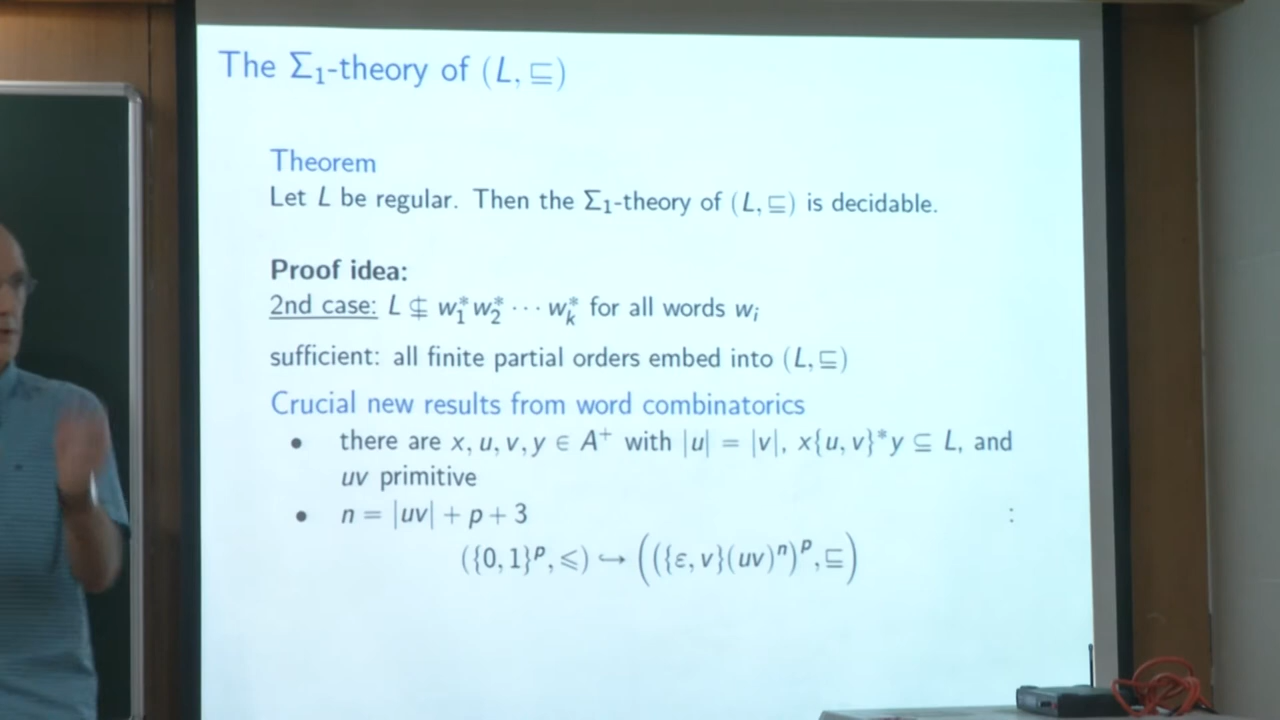 The Σ₁-theory of (L, ⊑)
Theorem
Let L be regular. Then the Σ₁-theory of (L, ⊑) is decidable.
Proof idea:
2nd case: L ⊈ w₁*w₂* ⋯ wₖ* for all words wᵢ
sufficient: all finite partial orders embed into (L, ⊑)
Crucial new results from word combinatorics
• there are x, u, v, y ∈ A⁺ with |u| = |v|, x{u, v}*y ⊆ L, and
uv primitive
• n = |uv| + p + 3 :
({0, 1}ᵖ, ⩽) ↪ (({ε, v}(uv)ⁿ)ᵖ, ⊑)